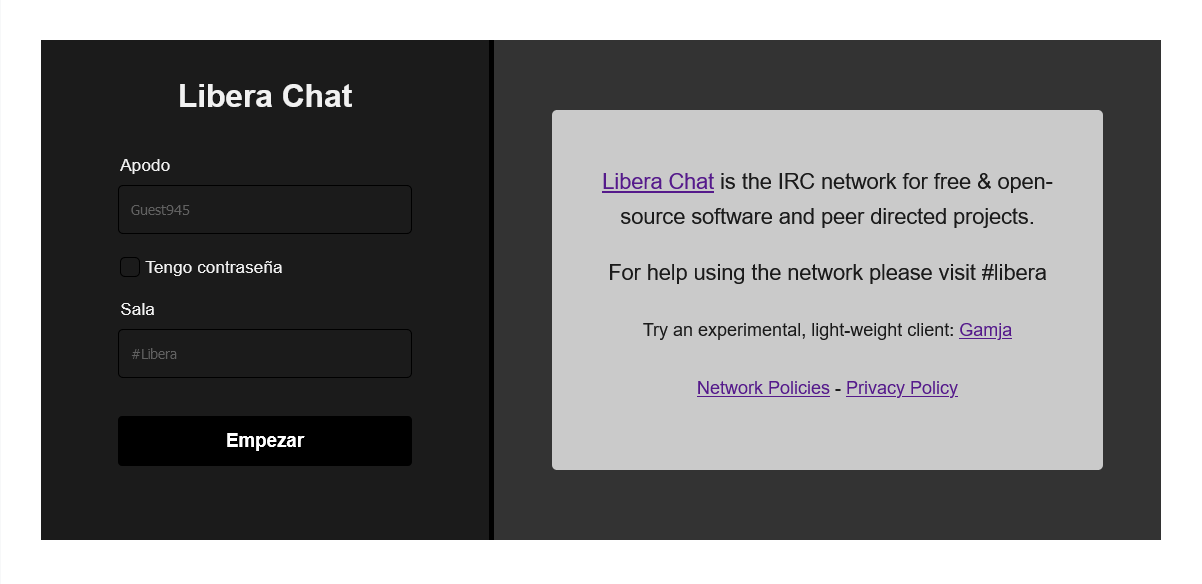 Libera Chat
Apodo
Guest945
Tengo contraseña
Sala
#Libera
Empezar
Libera Chat is the IRC network for free & open-
source software and peer directed projects.
For help using the network please visit #libera
Try an experimental, light-weight client: Gamja
Network Policies - Privacy Policy